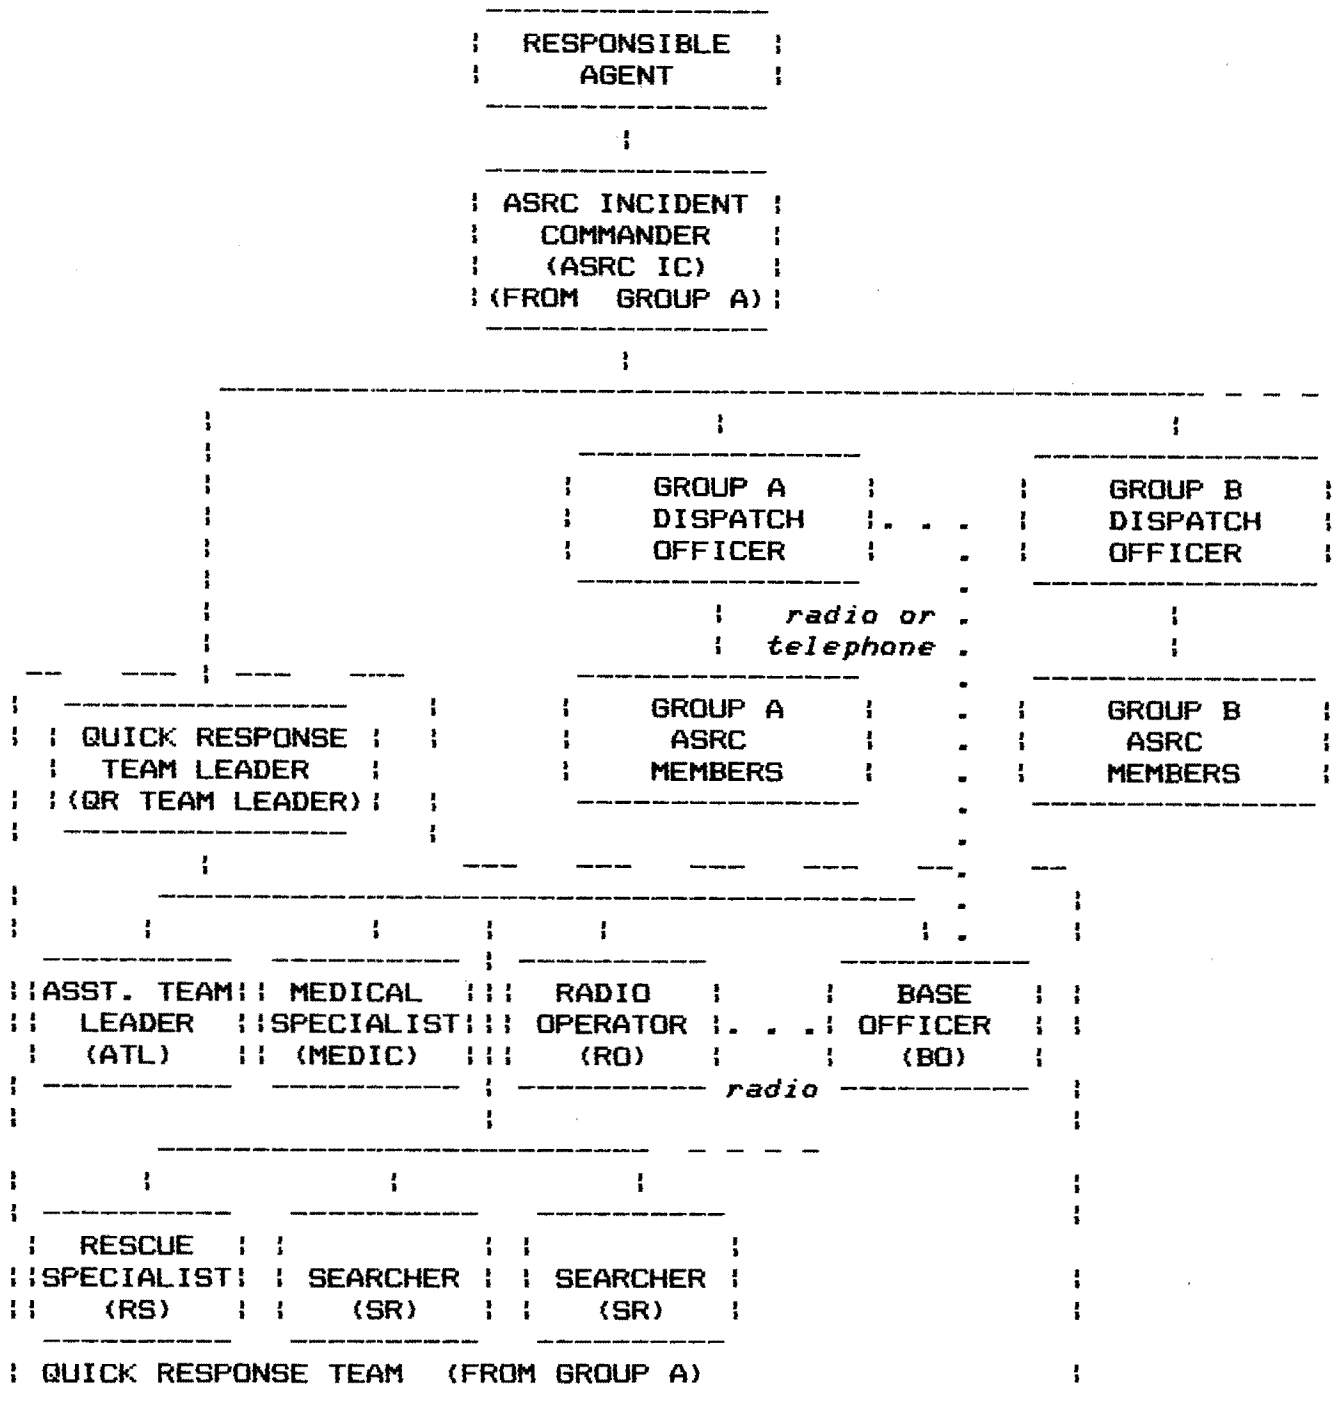 RESPONSIBLE
AGENT
ASRC INCIDENT
COMMANDER
(ASRC IC)
(FROM GROUP A)
GROUP A
DISPATCH
OFFICER
GROUP B
DISPATCH
OFFICER
radio or
telephone
QUICK RESPONSE
TEAM LEADER
(QR TEAM LEADER)
GROUP A
ASRC
MEMBERS
GROUP B
ASRC
MEMBERS
ASST. TEAM
LEADER
(ATL)
MEDICAL
SPECIALIST
(MEDIC)
RADIO
OPERATOR
(RO)
radio
BASE
OFFICER
(BO)
RESCUE
SPECIALIST
(RS)
SEARCHER
(SR)
SEARCHER
(SR)
QUICK RESPONSE TEAM (FROM GROUP A)